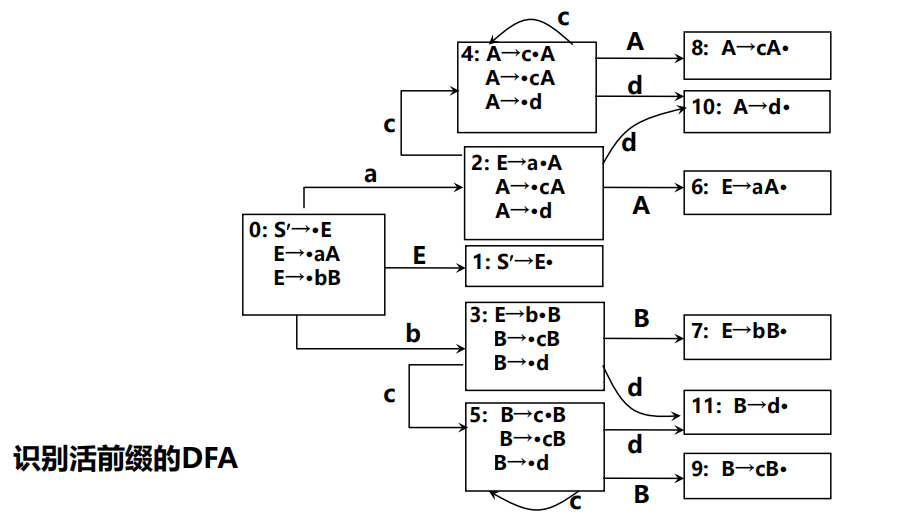 c
4: A→c•A
A→•cA
A→•d
A
8: A→cA•
d
10: A→d•
c
d
2: E→a•A
A→•cA
A→•d
a
A
6: E→aA•
0: S′→•E
E→•aA
E→•bB
E
1: S′→E•
b
3: E→b•B
B→•cB
B→•d
B
7: E→bB•
c
d
11: B→d•
5: B→c•B
B→•cB
B→•d
d
B
9: B→cB•
c
识别活前缀的DFA